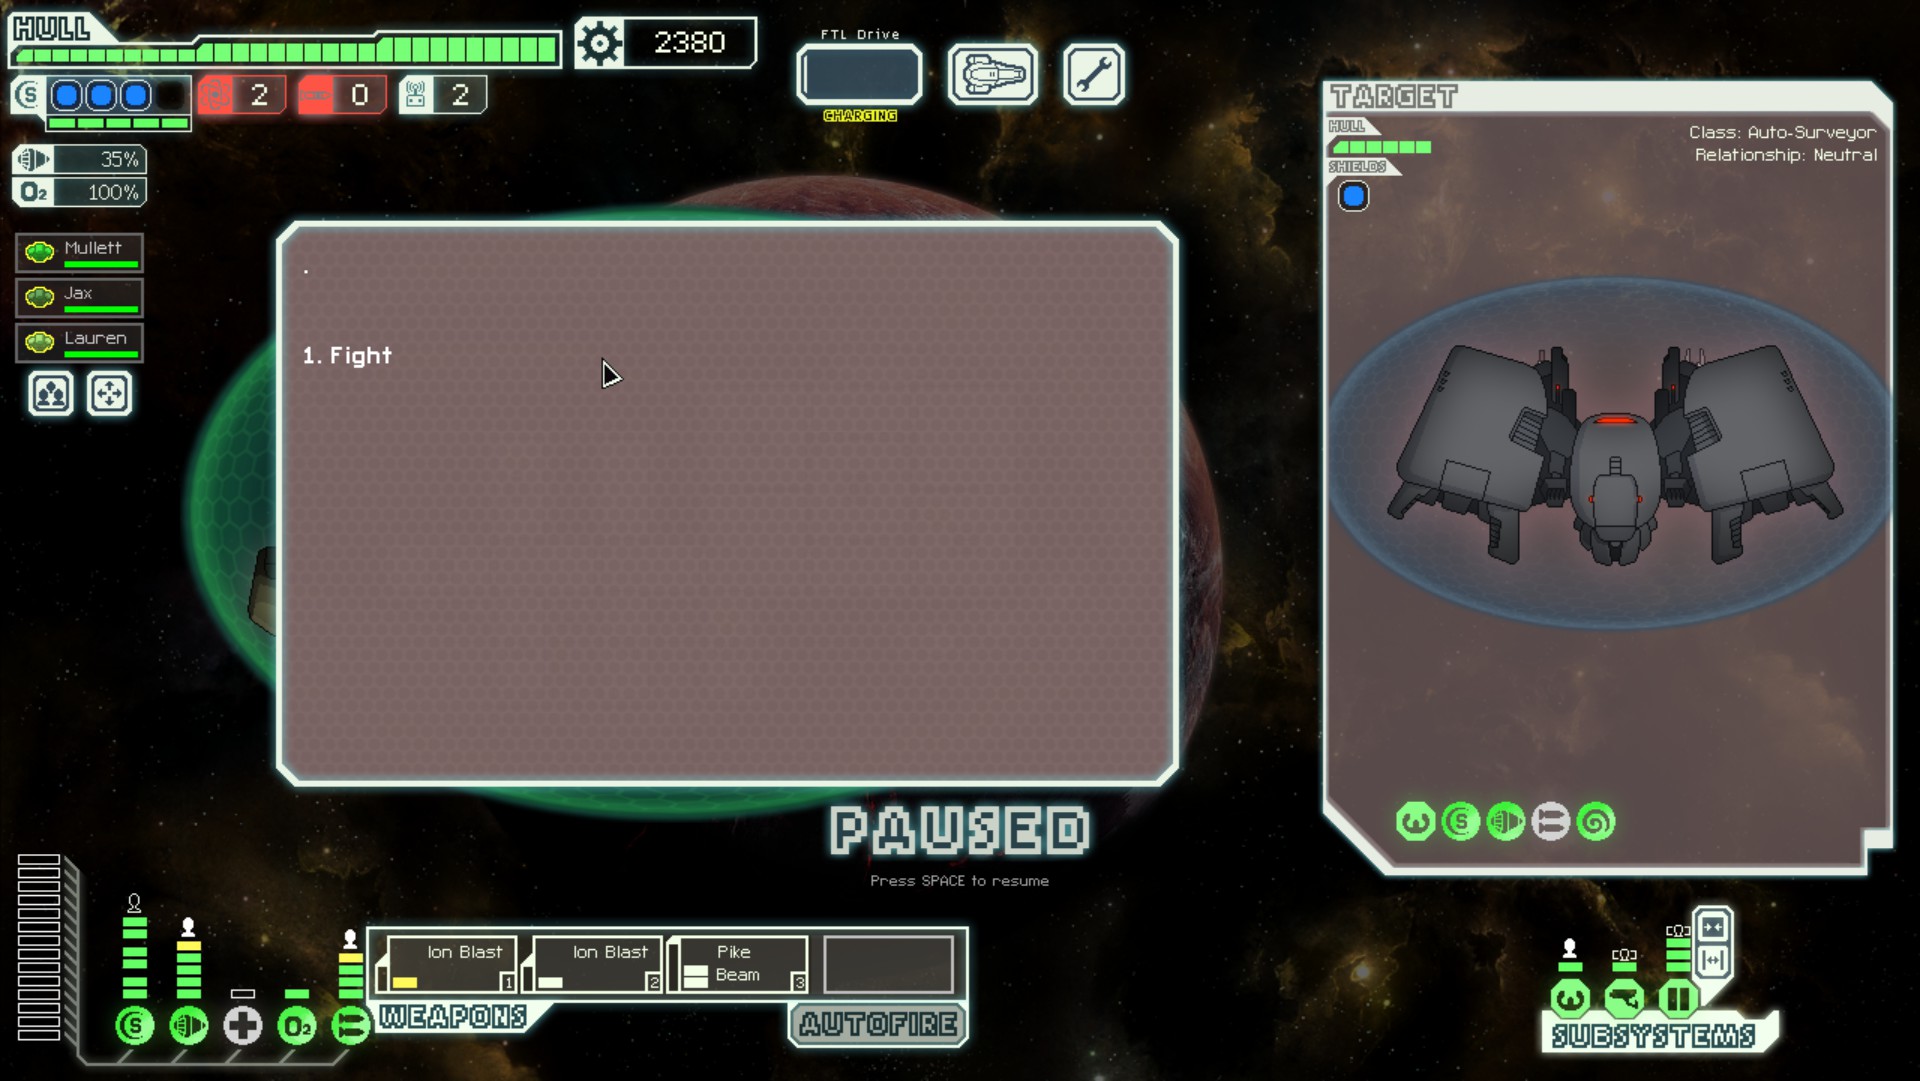 HULL
2380
FTL Drive
CHARGING
S
2
0
2
35%
O2
100%
Mullett
Jax
Lauren
.
1. Fight
TARGET
HULL
SHIELDS
Class: Auto-Surveyor
Relationship: Neutral
S
PAUSED
Press SPACE to resume
Ion Blast
1
Ion Blast
2
Pike
Beam
3
S
O2
WEAPONS
AUTOFIRE
SUBSYSTEMS